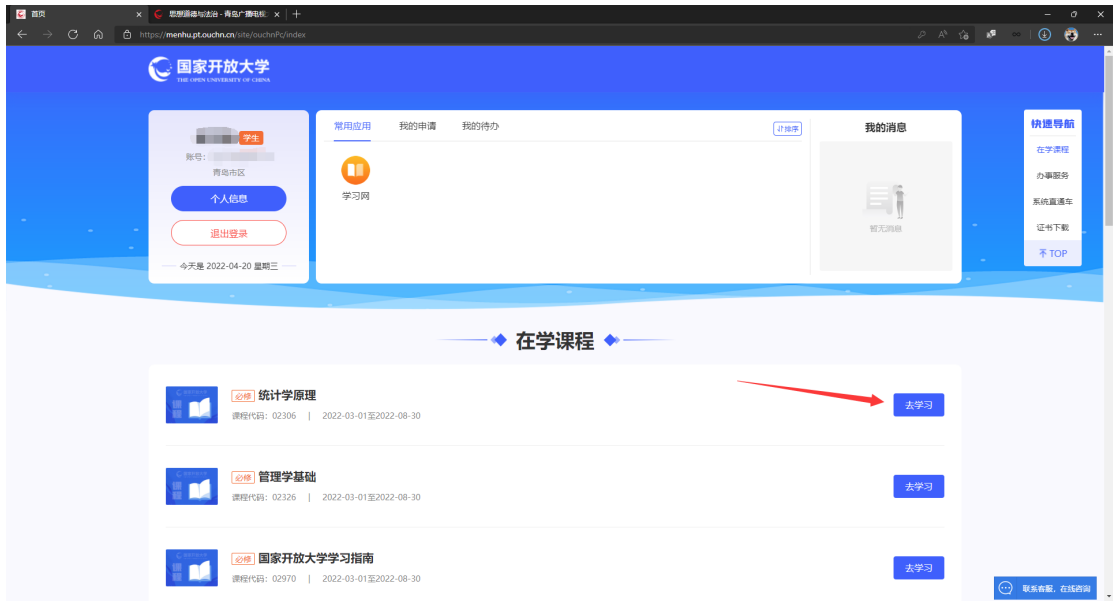 首页
思想道德与法治 - 青岛广播电视
https://menhu.pt.ouchn.cn/site/ouchnPc/index
国家开放大学
THE OPEN UNIVERSITY OF CHINA
学生
账号：
青岛市区
个人信息
退出登录
今天是 2022-04-20 星期三
常用应用 我的申请 我的待办
排序
学习网
我的消息
暂无消息
快速导航
在学课程
办事服务
系统直通车
证书下载
TOP
在学课程
必修 统计学原理
课程代码：02306 | 2022-03-01至2022-08-30
去学习
必修 管理学基础
课程代码：02326 | 2022-03-01至2022-08-30
去学习
必修 国家开放大学学习指南
课程代码：02970 | 2022-03-01至2022-08-30
去学习
联系客服，在线咨询